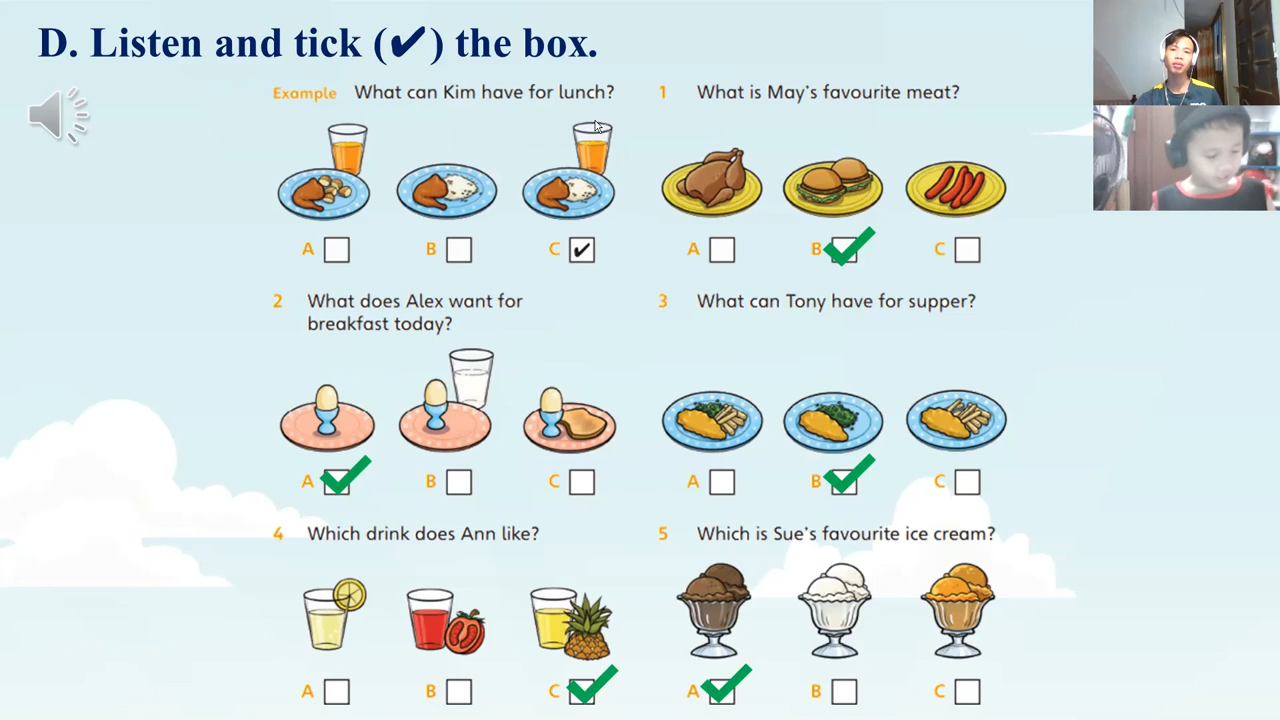 D. Listen and tick (✔) the box.
Example What can Kim have for lunch?
A B C ✔
1 What is May's favourite meat?
A B C
2 What does Alex want for
breakfast today?
A B C
3 What can Tony have for supper?
A B C
4 Which drink does Ann like?
A B C
5 Which is Sue's favourite ice cream?
A B C